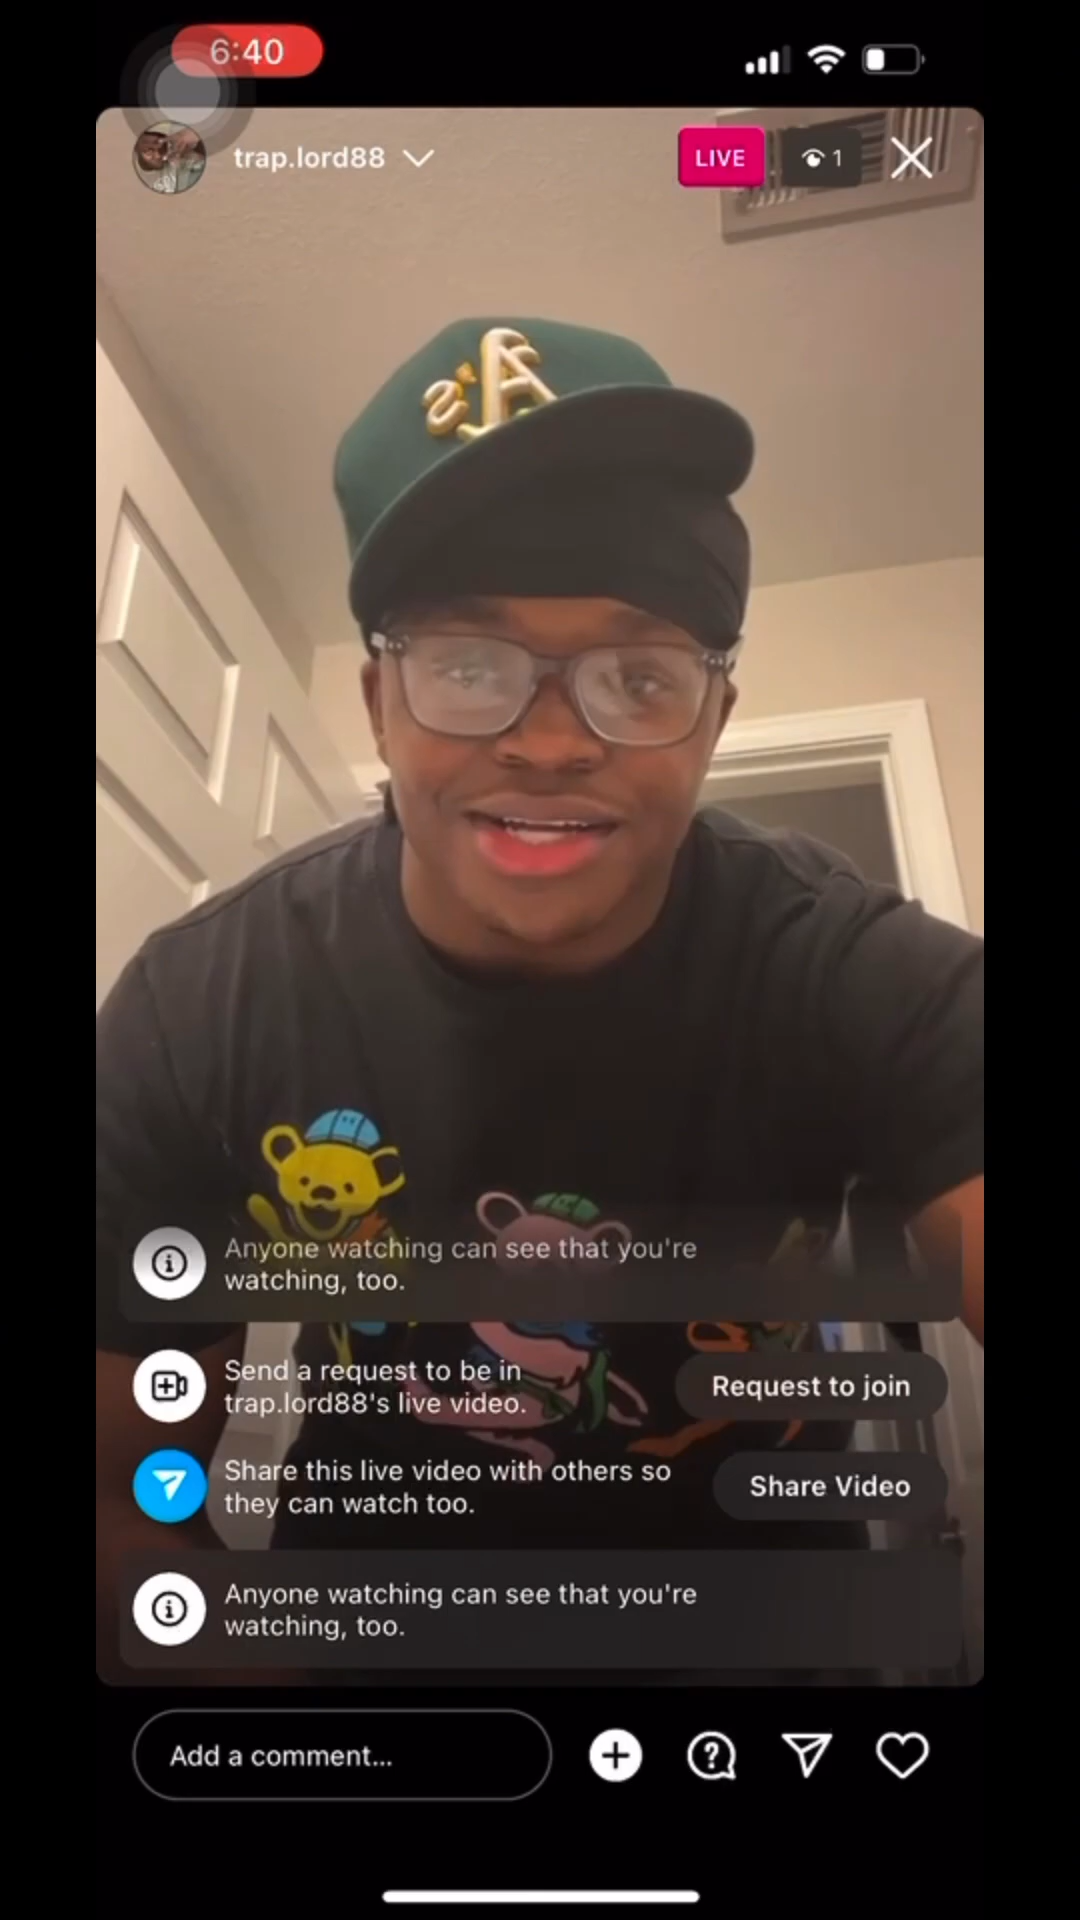 6:40
trap.lord88
LIVE
1
A's
Anyone watching can see that you're
watching, too.
Send a request to be in
trap.lord88's live video.
Request to join
Share this live video with others so
they can watch too.
Share Video
Anyone watching can see that you're
watching, too.
Add a comment...